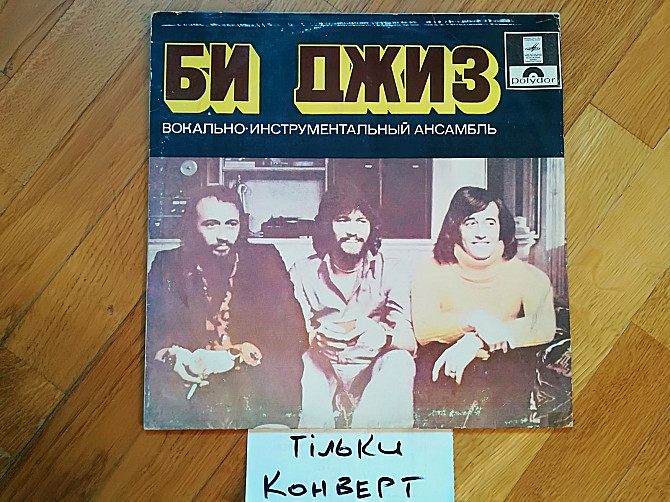 БИ ДЖИЗ
ВОКАЛЬНО-ИНСТРУМЕНТАЛЬНЫЙ АНСАМБЛЬ
Polydor
ТІЛЬКИ
КОНВЕРТ